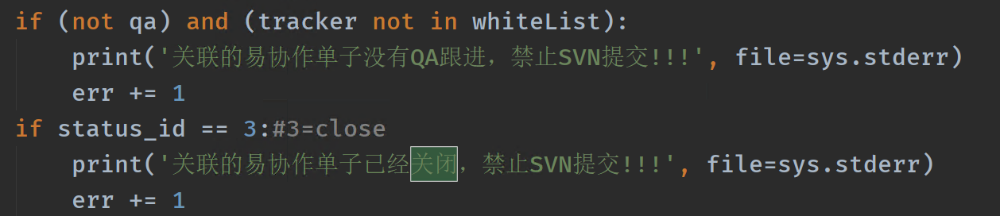 if (not qa) and (tracker not in whiteList):
print('关联的易协作单子没有QA跟进，禁止SVN提交!!!', file=sys.stderr)
err += 1
if status_id == 3:#3=close
print('关联的易协作单子已经关闭，禁止SVN提交!!!', file=sys.stderr)
err += 1